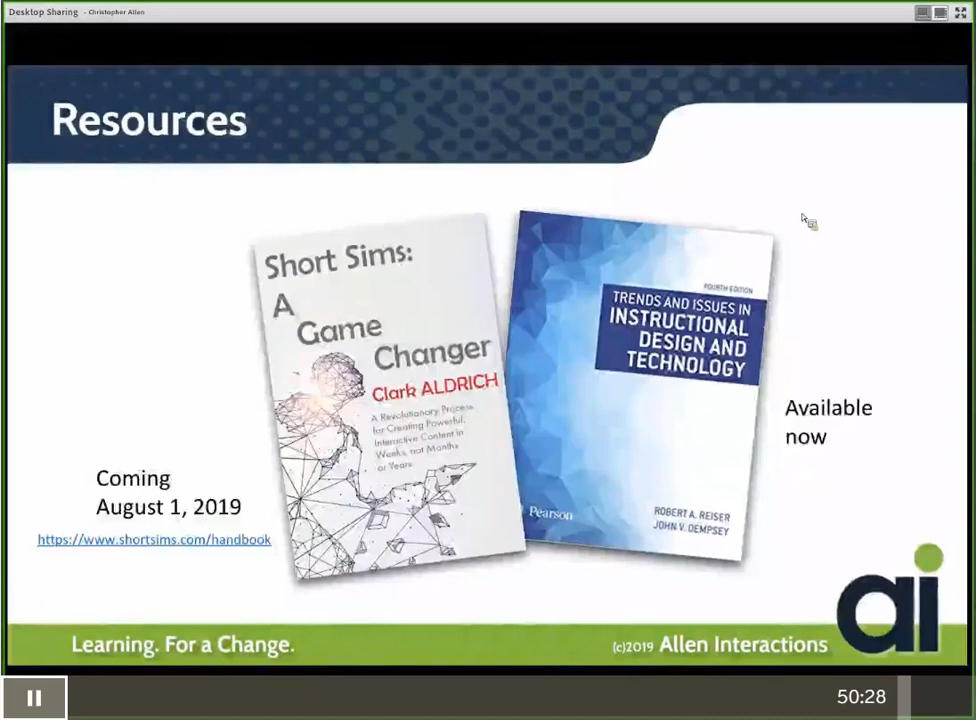 Desktop Sharing - Christopher Allen
Resources
Short Sims:
A
Game
Changer
Clark ALDRICH
A Revolutionary Process
for Creating Powerful,
Interactive Content in
Weeks, not Months
or Years
FOURTH EDITION
TRENDS AND ISSUES IN
INSTRUCTIONAL
DESIGN AND
TECHNOLOGY
Pearson
ROBERT A. REISER
JOHN V. DEMPSEY
Available
now
Coming
August 1, 2019
https://www.shortsims.com/handbook
ai
Learning. For a Change.
(c)2019 Allen Interactions
50:28